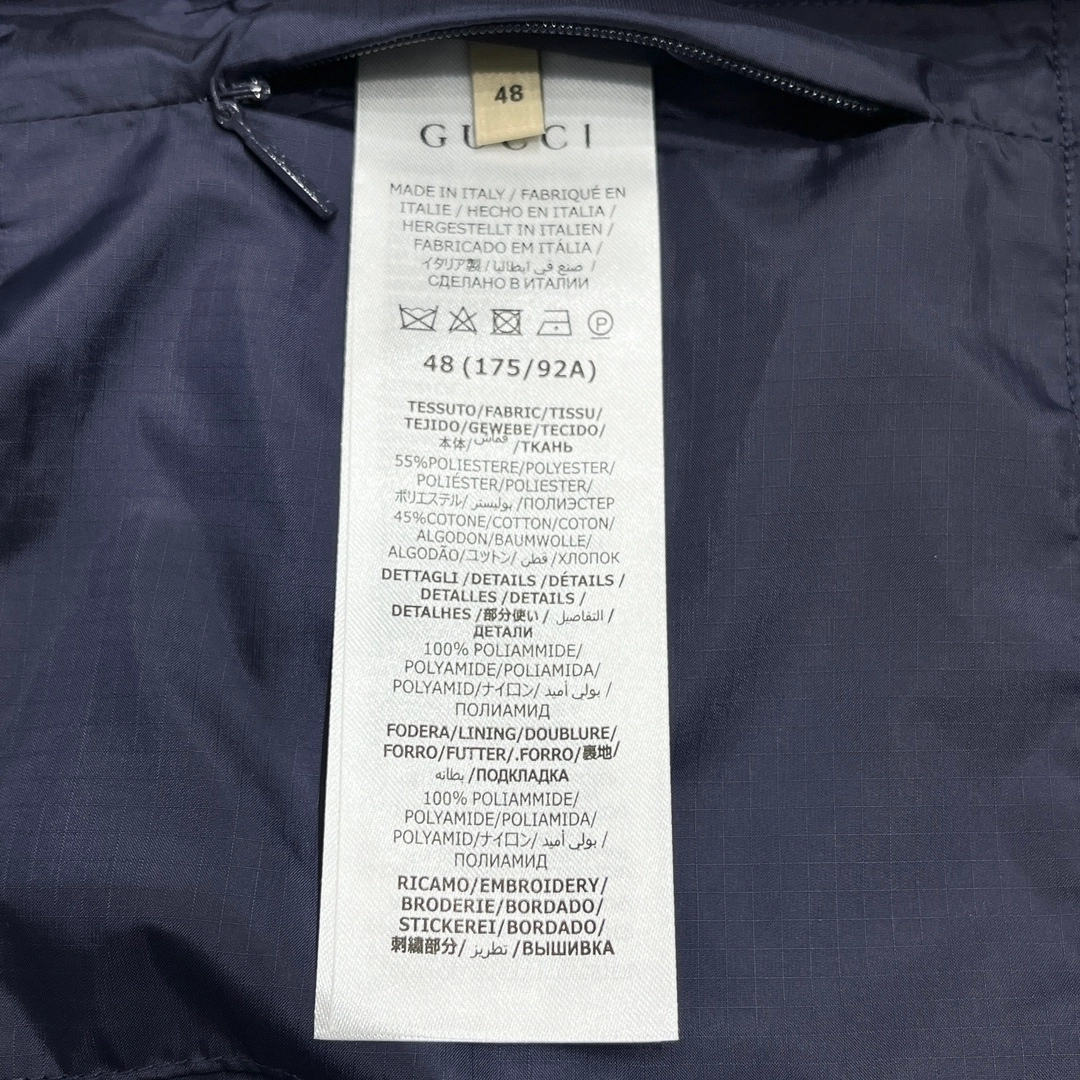 48
GUCCI
MADE IN ITALY / FABRIQUÉ EN
ITALIE / HECHO EN ITALIA /
HERGESTELLT IN ITALIEN /
FABRICADO EM ITÁLIA /
イタリア製 / صنع في ايطاليا /
СДЕЛАНО В ИТАЛИИ
P
48 (175/92A)
TESSUTO/FABRIC/TISSU/
TEJIDO/GEWEBE/TECIDO/
本体/ قماش /ТКАНЬ
55%POLIESTERE/POLYESTER/
POLIÉSTER/POLIESTER/
ポリエステル/ بوليستر /ПОЛИЭСТЕР
45%COTONE/COTTON/COTON/
ALGODON/BAUMWOLLE/
ALGODÃO/コットン/ قطن /ХЛОПОК
DETTAGLI /DETAILS /DÉTAILS /
DETALLES /DETAILS /
DETALHES /部分使い/ التفاصيل /
ДЕТАЛИ
100% POLIAMMIDE/
POLYAMIDE/POLIAMIDA/
POLYAMID/ナイロン/ بولي أميد /
ПОЛИАМИД
FODERA/LINING/DOUBLURE/
FORRO/FUTTER/.FORRO/裏地/
بطانه /ПОДКЛАДКА
100% POLIAMMIDE/
POLYAMIDE/POLIAMIDA/
POLYAMID/ナイロン/ بولي أميد /
ПОЛИАМИД
RICAMO/EMBROIDERY/
BRODERIE/BORDADO/
STICKEREI/BORDADO/
刺繍部分/ تطريز /ВЫШИВКА